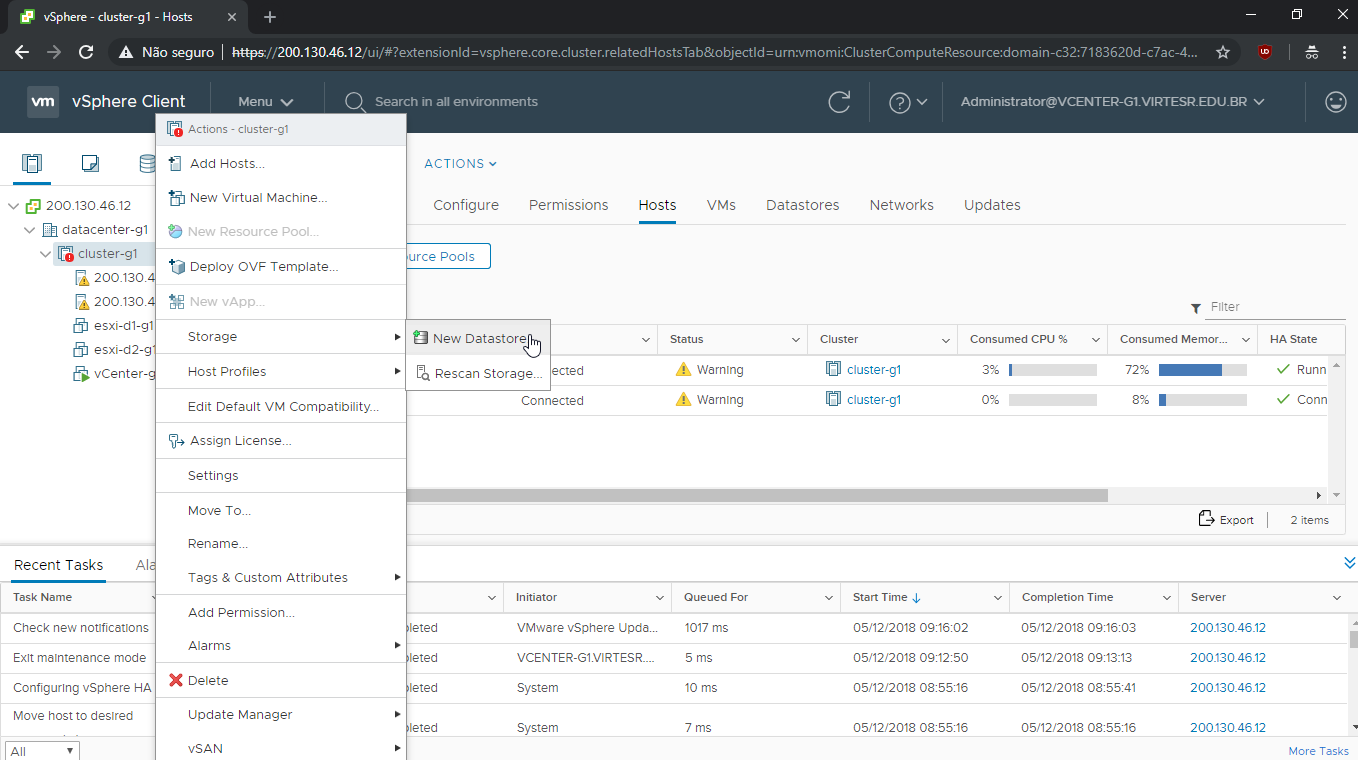 vSphere - cluster-g1 - Hosts
Não seguro
https://200.130.46.12/ui/#?extensionId=vsphere.core.cluster.relatedHostsTab&objectId=urn:vmomi:ClusterComputeResource:domain-c32:7183620d-c7ac-4...
vm vSphere Client
Menu
Search in all environments
Administrator@VCENTER-G1.VIRTESR.EDU.BR
Actions - cluster-g1
Add Hosts...
New Virtual Machine...
New Resource Pool...
Deploy OVF Template...
New vApp...
Storage
Host Profiles
Edit Default VM Compatibility...
Assign License...
Settings
Move To...
Rename...
Tags & Custom Attributes
Add Permission...
Alarms
Delete
Update Manager
vSAN
New Datastore
Rescan Storage...
200.130.46.12
datacenter-g1
cluster-g1
200.130.4
200.130.4
esxi-d1-g1
esxi-d2-g1
vCenter-g
ACTIONS
Configure Permissions Hosts VMs Datastores Networks Updates
ource Pools
Filter
Status Cluster Consumed CPU % Consumed Memor... HA State
ected Warning cluster-g1 3% 72% Runn
Connected Warning cluster-g1 0% 8% Conn
Export 2 items
Recent Tasks Ala
Task Name Initiator Queued For Start Time Completion Time Server
Check new notifications pleted VMware vSphere Upda... 1017 ms 05/12/2018 09:16:02 05/12/2018 09:16:03 200.130.46.12
Exit maintenance mode pleted VCENTER-G1.VIRTESR.... 5 ms 05/12/2018 09:12:50 05/12/2018 09:13:13 200.130.46.12
Configuring vSphere HA pleted System 10 ms 05/12/2018 08:55:16 05/12/2018 08:55:41 200.130.46.12
Move host to desired pleted System 7 ms 05/12/2018 08:55:16 05/12/2018 08:55:16 200.130.46.12
All
More Tasks